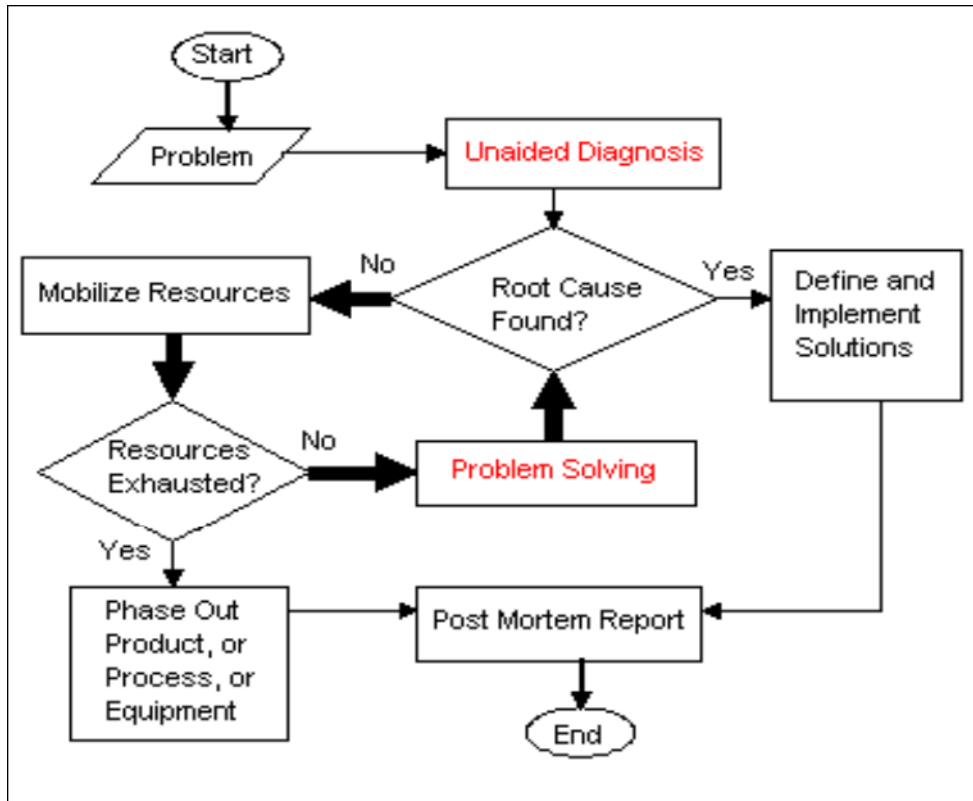 Start
Problem
Unaided Diagnosis
No
Yes
Mobilize Resources
Root Cause
Found?
Define and
Implement
Solutions
Resources
Exhausted?
No
Problem Solving
Yes
Phase Out
Product, or
Process, or
Equipment
Post Mortem Report
End